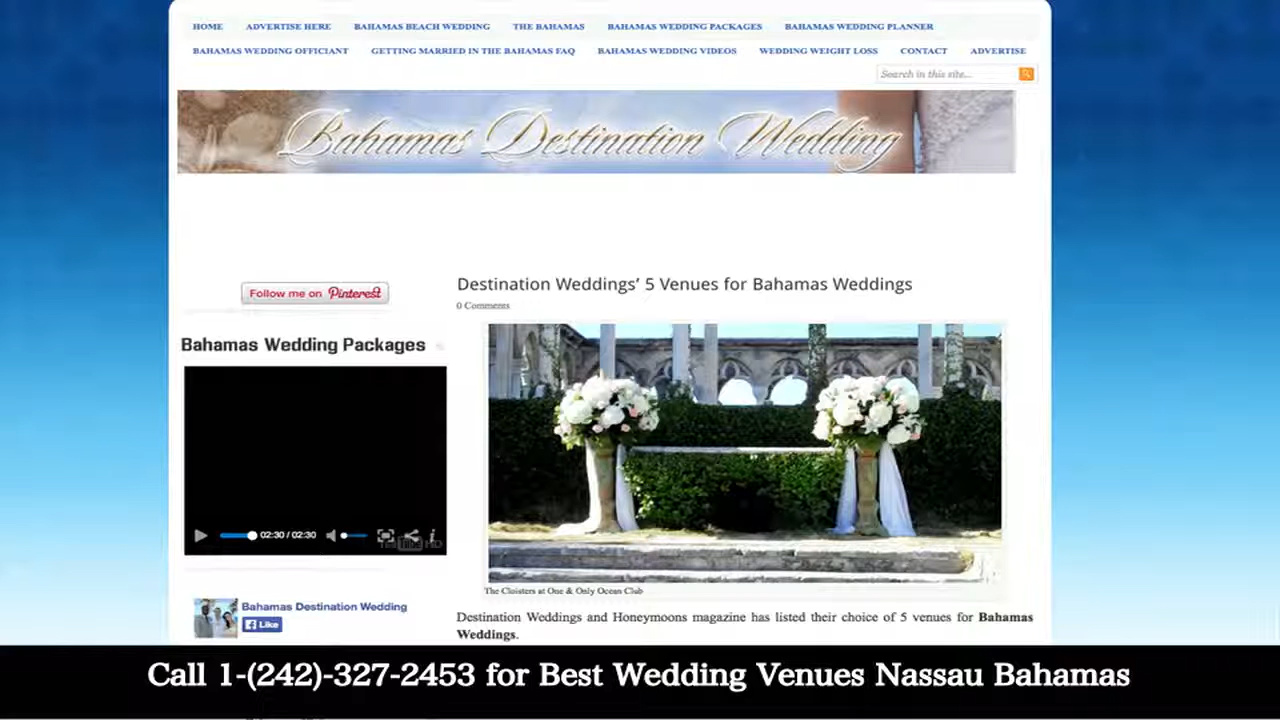 HOME ADVERTISE HERE BAHAMAS BEACH WEDDING THE BAHAMAS BAHAMAS WEDDING PACKAGES BAHAMAS WEDDING PLANNER
BAHAMAS WEDDING OFFICIANT GETTING MARRIED IN THE BAHAMAS FAQ BAHAMAS WEDDING VIDEOS WEDDING WEIGHT LOSS CONTACT ADVERTISE
Search in this site...
Bahamas Destination Wedding
Destination Weddings' 5 Venues for Bahamas Weddings
0 Comments
Follow me on Pinterest
Bahamas Wedding Packages
02:30 / 02:30
The Cloisters at One & Only Ocean Club
Bahamas Destination Wedding
Like
Destination Weddings and Honeymoons magazine has listed their choice of 5 venues for Bahamas
Weddings.
Call 1-(242)-327-2453 for Best Wedding Venues Nassau Bahamas